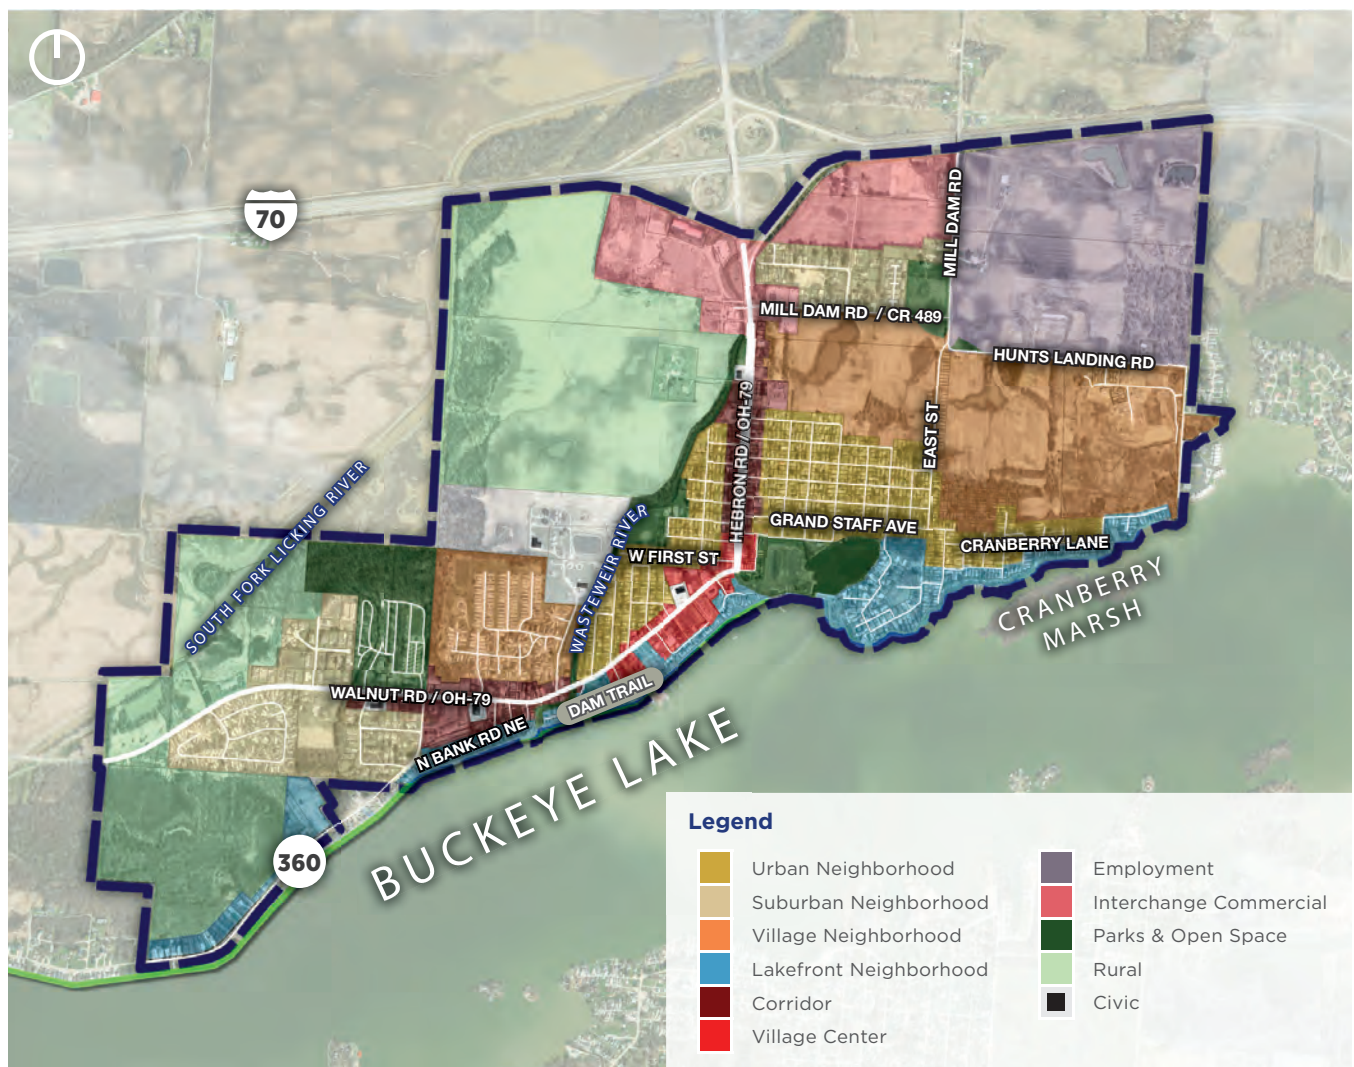 70
37
MILL DAM RD
MILL DAM RD / CR 489
HUNTS LANDING RD
HEBRON RD / OH-79
EAST ST
SOUTH FORK LICKING RIVER
WASTEWEIR RIVER
GRAND STAFF AVE
W FIRST ST
CRANBERRY LANE
CRANBERRY
MARSH
WALNUT RD / OH-79
DAM TRAIL
N BANK RD NE
BUCKEYE LAKE
360
Legend
Urban Neighborhood
Suburban Neighborhood
Village Neighborhood
Lakefront Neighborhood
Corridor
Village Center
Employment
Interchange Commercial
Parks & Open Space
Rural
Civic